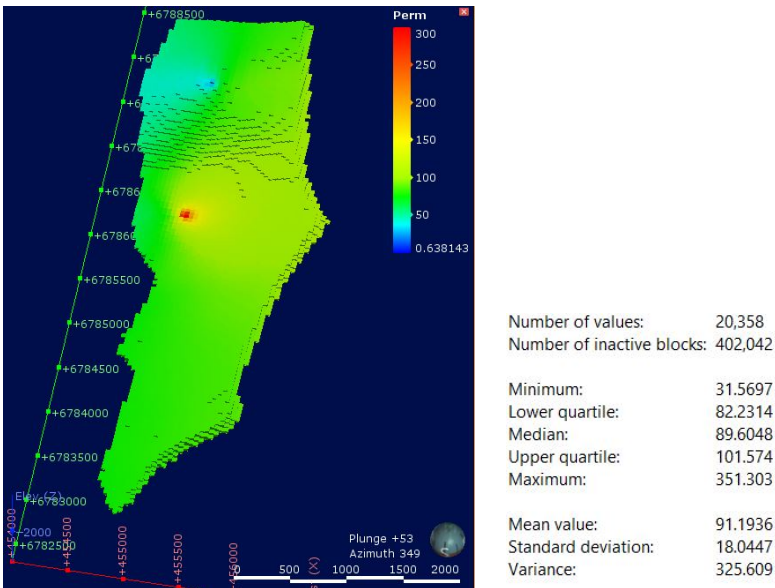 +6788500
Perm
300
250
200
150
100
50
0.638143
+6785500
+6785000
+6784500
+6784000
+6783500
+6783000
+6782500
Elev (Z)
-2000
+454500
+455000
+455500
+456000
Plunge +53
Azimuth 349
0 500 1000 1500 2000
Number of values: 20,358
Number of inactive blocks: 402,042
Minimum: 31.5697
Lower quartile: 82.2314
Median: 89.6048
Upper quartile: 101.574
Maximum: 351.303
Mean value: 91.1936
Standard deviation: 18.0447
Variance: 325.609